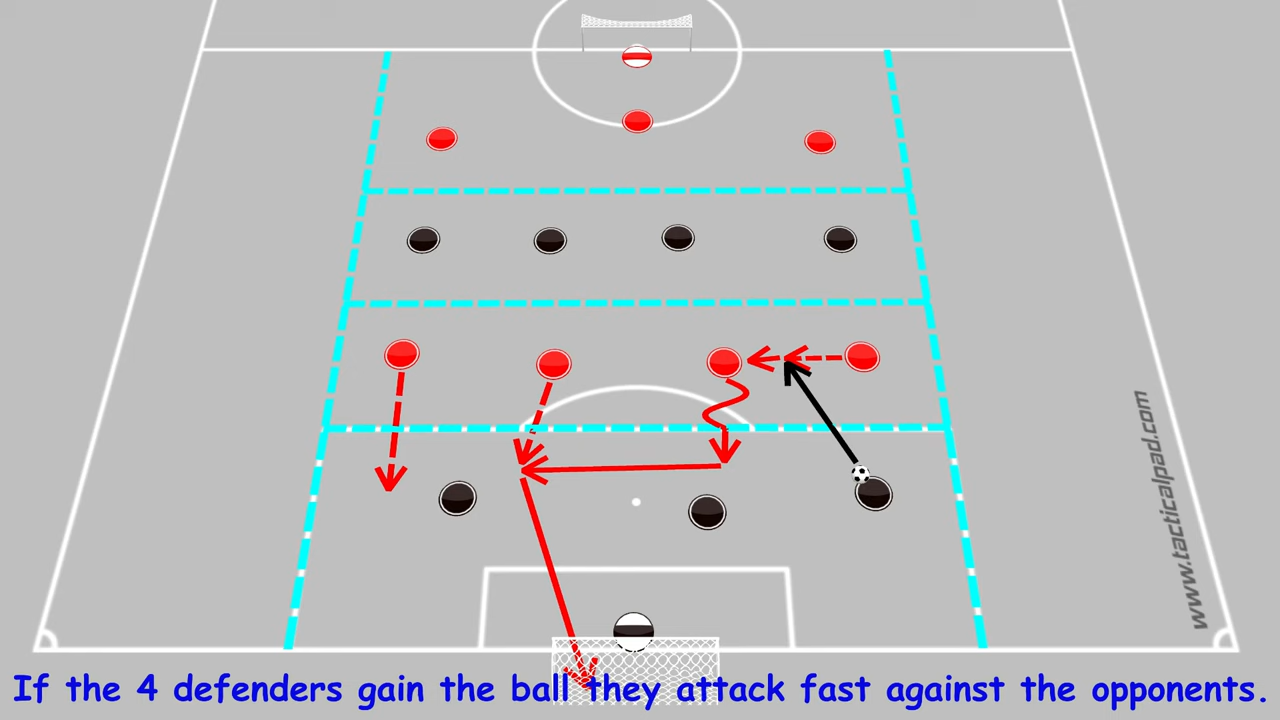 www.tacticalpad.com
If the 4 defenders gain the ball they attack fast against the opponents.